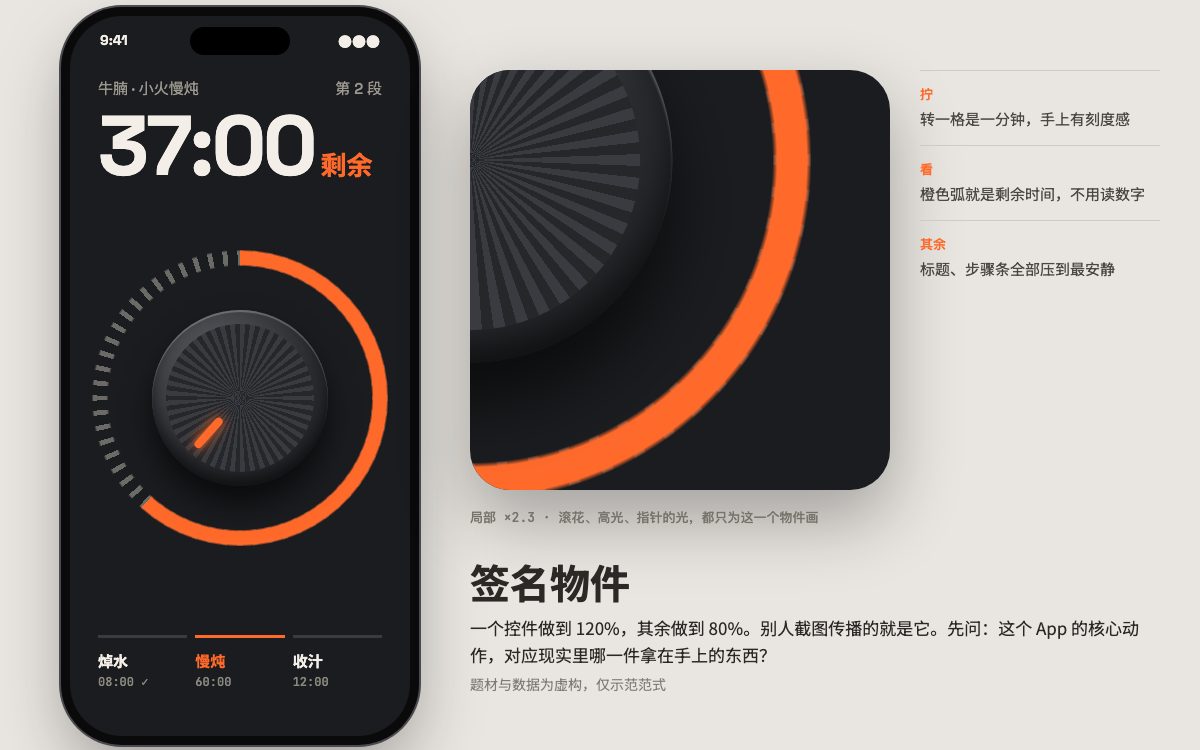 9:41
牛腩 · 小火慢炖
第 2 段
37:00 剩余
焯水
08:00 ✓
慢炖
60:00
收汁
12:00
拧
转一格是一分钟，手上有刻度感
看
橙色弧就是剩余时间，不用读数字
其余
标题、步骤条全部压到最安静
局部 ×2.3 · 滚花、高光、指针的光，都只为这一个物件画
签名物件
一个控件做到 120%，其余做到 80%。别人截图传播的就是它。先问：这个 App 的核心动
作，对应现实里哪一件拿在手上的东西？
题材与数据为虚构，仅示范范式